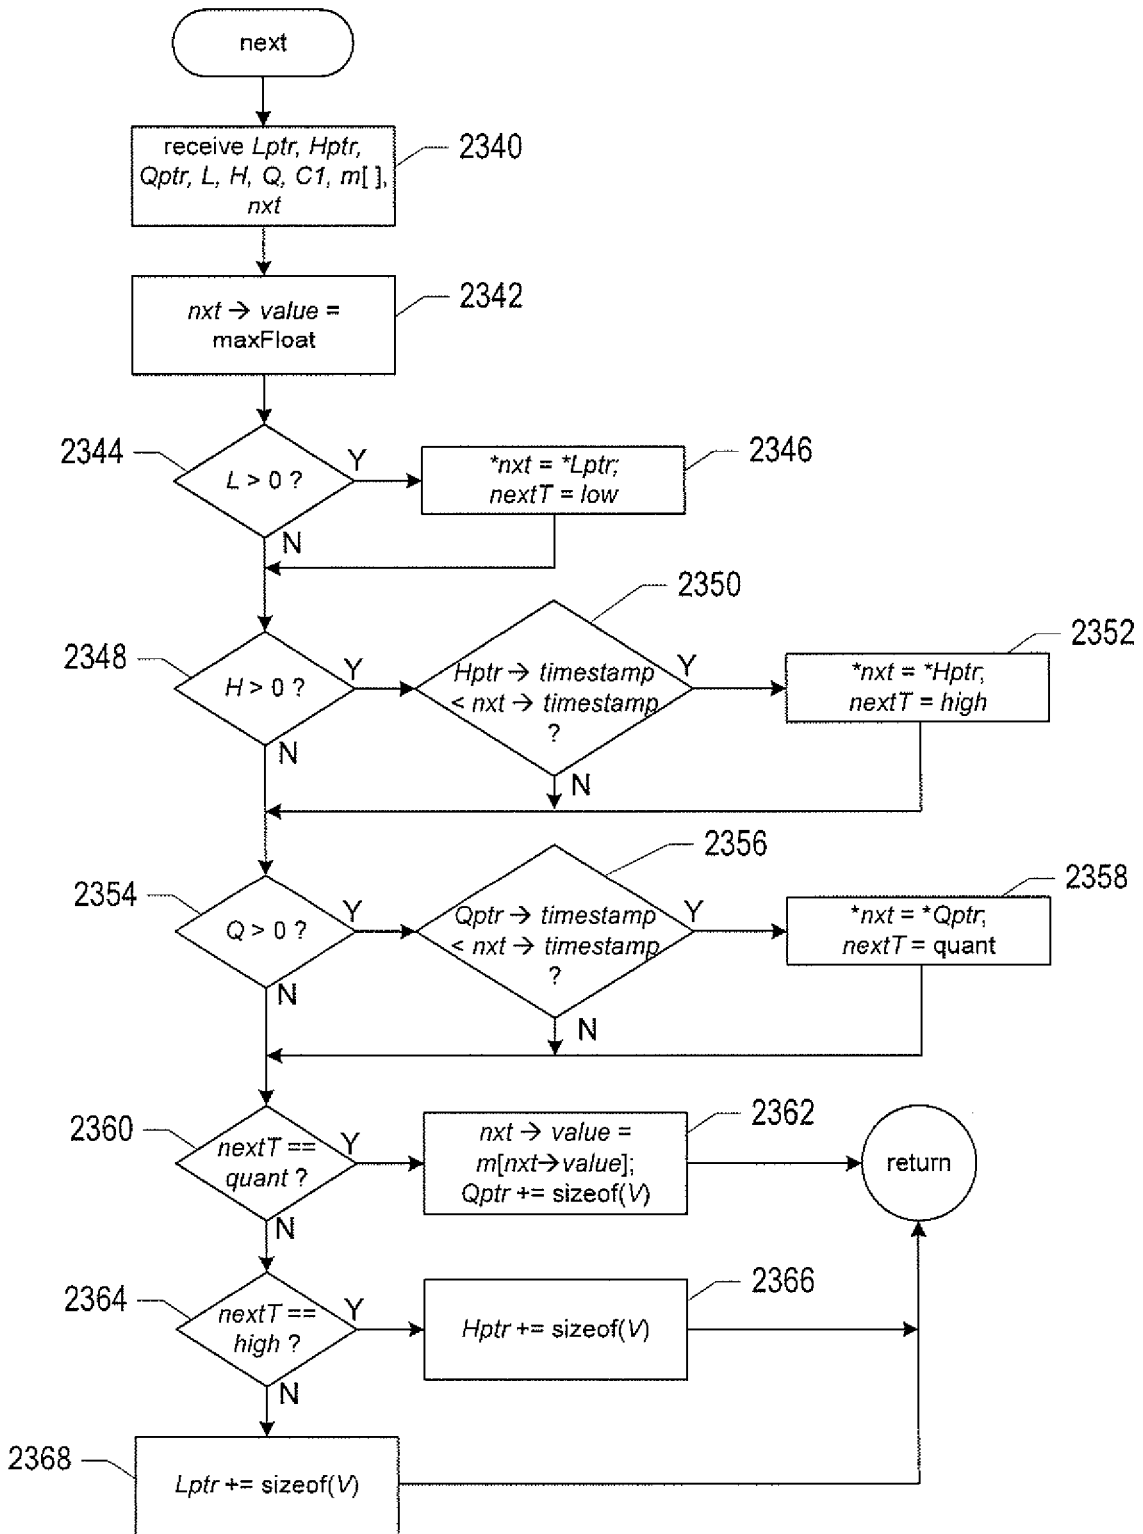 next
receive Lptr, Hptr,
Qptr, L, H, Q, C1, m[ ],
nxt
2340
nxt → value =
maxFloat
2342
2344
L > 0 ?
Y
N
*nxt = *Lptr;
nextT = low
2346
2348
H > 0 ?
Y
N
Hptr → timestamp
< nxt → timestamp
?
2350
Y
N
*nxt = *Hptr;
nextT = high
2352
2354
Q > 0 ?
Y
N
Qptr → timestamp
< nxt → timestamp
?
2356
Y
N
*nxt = *Qptr;
nextT = quant
2358
2360
nextT ==
quant ?
Y
N
nxt → value =
m[nxt→value];
Qptr += sizeof(V)
2362
return
2364
nextT ==
high ?
Y
N
Hptr += sizeof(V)
2366
2368
Lptr += sizeof(V)